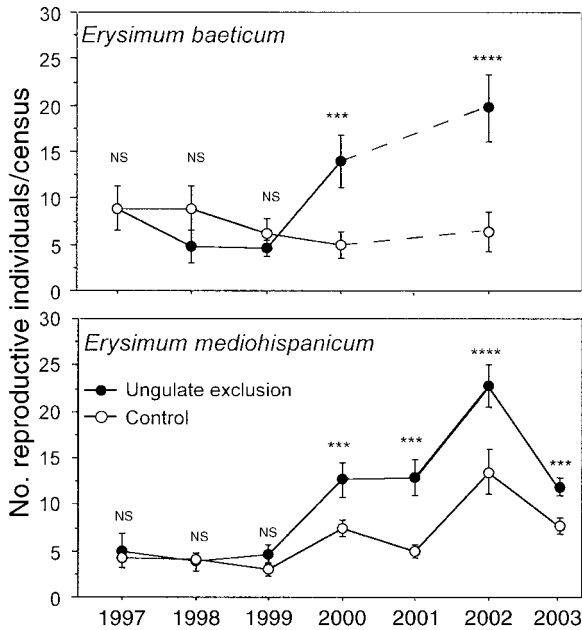 No. reproductive individuals/census
30
Erysimum baeticum
25
****
20
***
15
NS NS
10
NS
5
0
30
Erysimum mediohispanicum
25
****
20
Ungulate exclusion
Control
15
*** *** ***
10
NS NS NS
5
0
1997 1998 1999 2000 2001 2002 2003